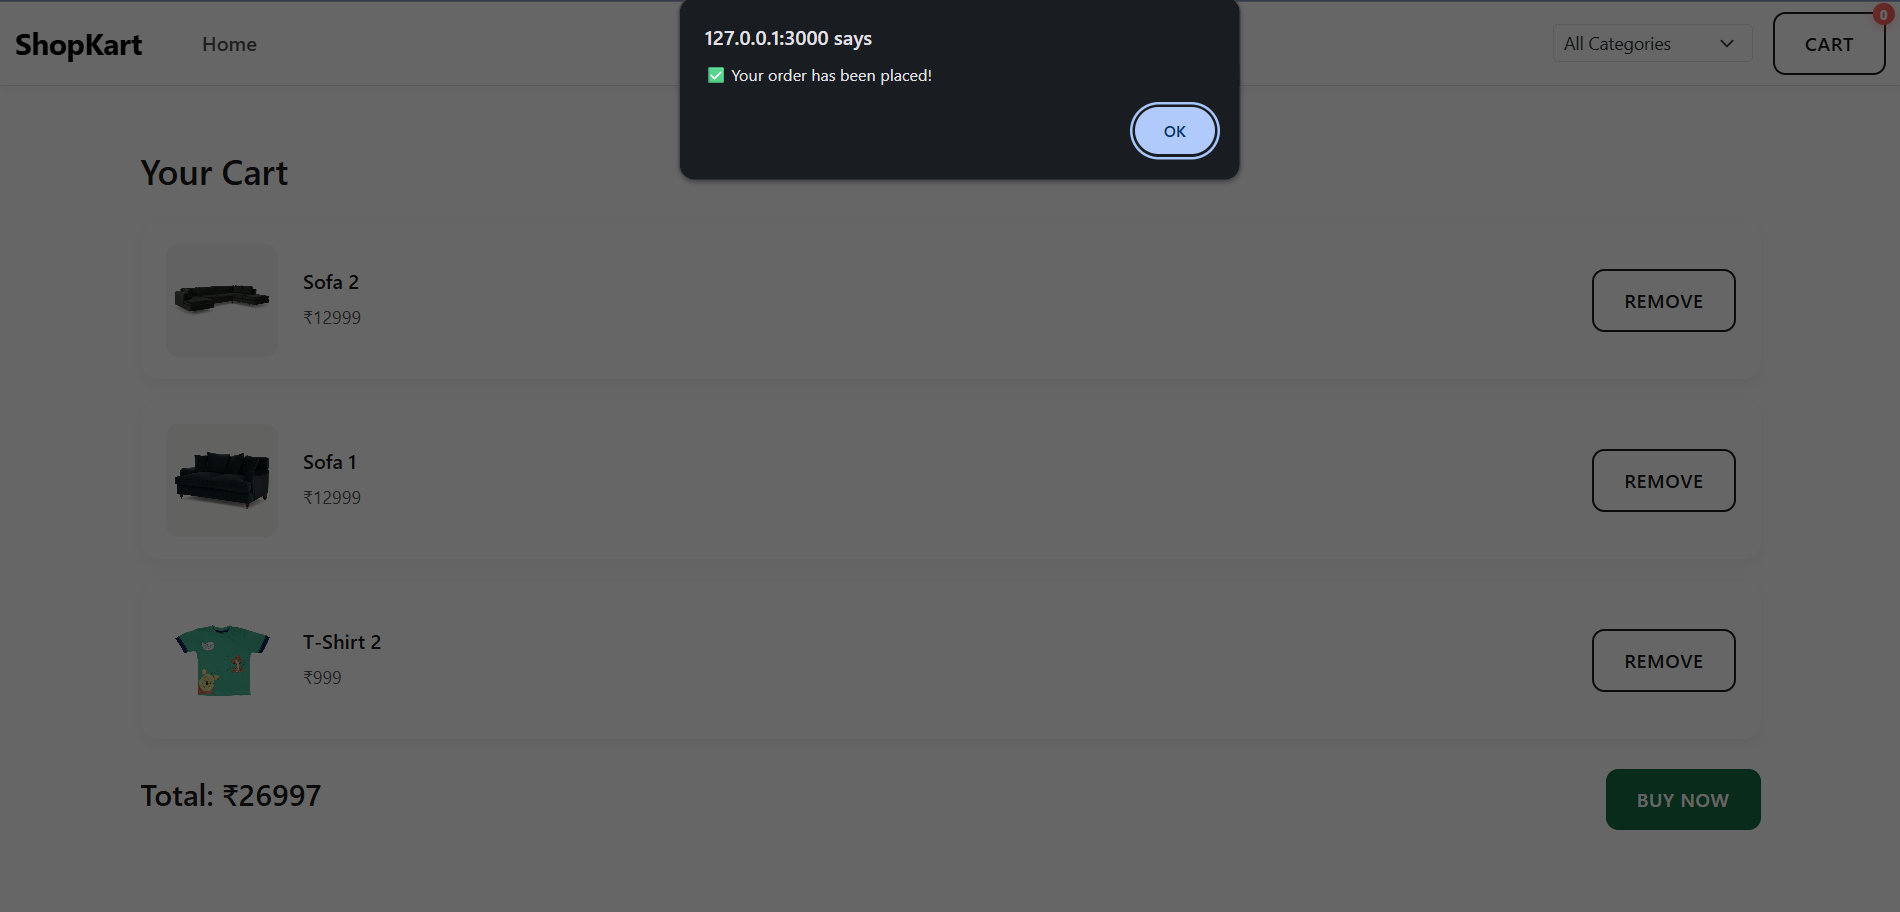 ShopKart
Home
127.0.0.1:3000 says
✅ Your order has been placed!
OK
All Categories
CART
0
Your Cart
Sofa 2
₹12999
REMOVE
Sofa 1
₹12999
REMOVE
T-Shirt 2
₹999
REMOVE
Total: ₹26997
BUY NOW